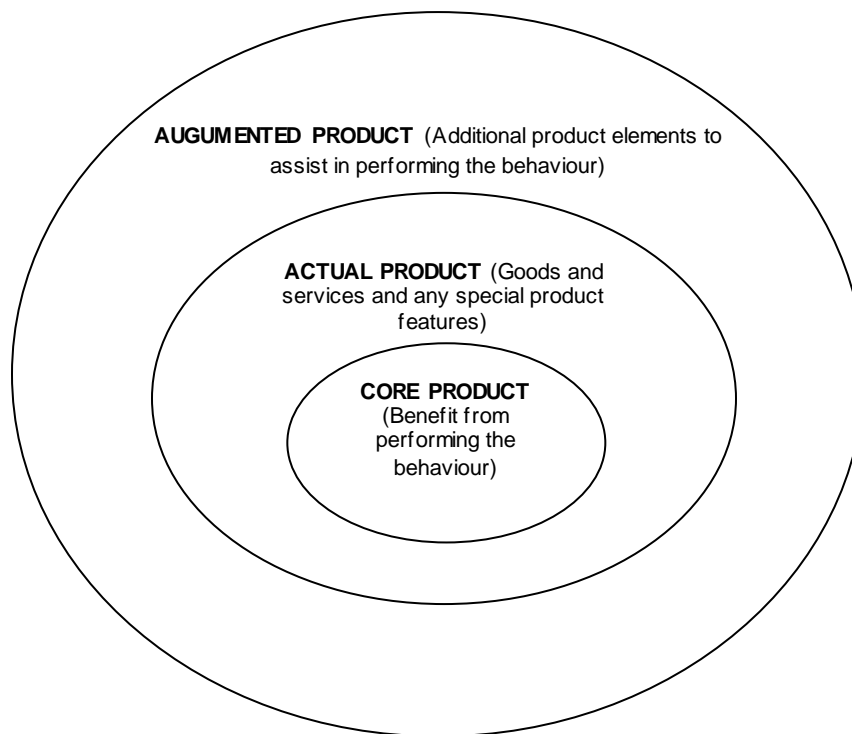 AUGUMENTED PRODUCT (Additional product elements to
assist in performing the behaviour)
ACTUAL PRODUCT (Goods and
services and any special product
features)
CORE PRODUCT
(Benefit from
performing the
behaviour)